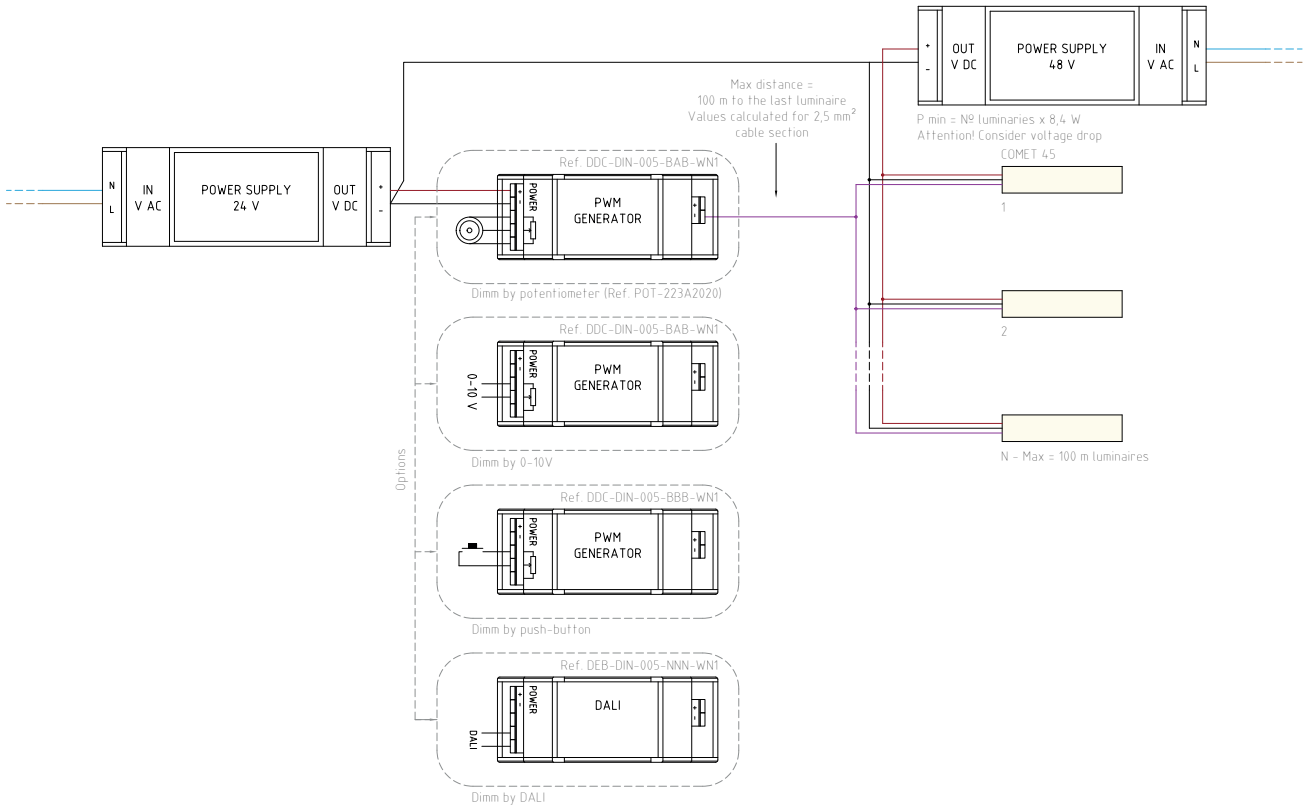 +
-
OUT
V DC
POWER SUPPLY
48 V
IN
V AC
N
L
P min = Nº luminaries x 8,4 W
Attention! Consider voltage drop
COMET 45
1
2
N - Max = 100 m luminaires
Max distance =
100 m to the last luminaire
Values calculated for 2,5 mm²
cable section
N
L
IN
V AC
POWER SUPPLY
24 V
OUT
V DC
+
-
Options
Ref. DDC-DIN-005-BAB-WN1
POWER
+
-
PWM
GENERATOR
+
-
Dimm by potentiometer (Ref. POT-223A2020)
Ref. DDC-DIN-005-BAB-WN1
0-10 V
POWER
+
-
PWM
GENERATOR
+
-
Dimm by 0-10V
Ref. DDC-DIN-005-BBB-WN1
POWER
+
-
PWM
GENERATOR
+
-
Dimm by push-button
Ref. DEB-DIN-005-NNN-WN1
DALI
POWER
+
-
DALI
+
-
Dimm by DALI